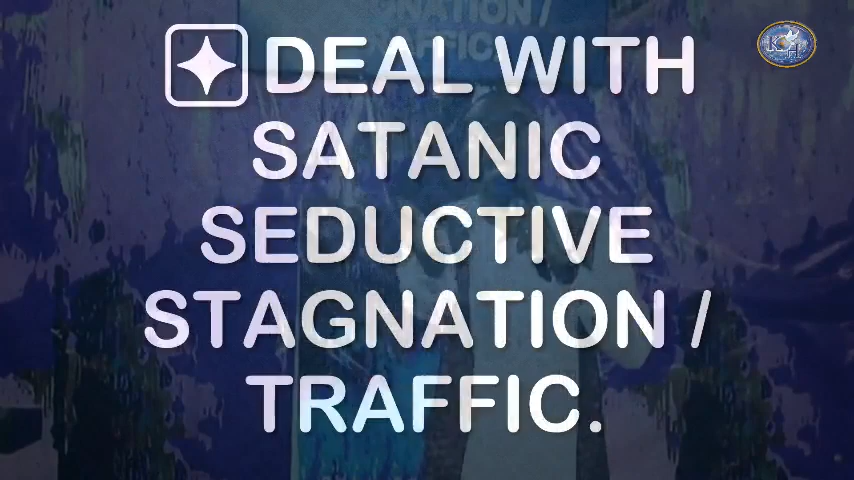 DEAL WITH
SATANIC
SEDUCTIVE
STAGNATION /
TRAFFIC.